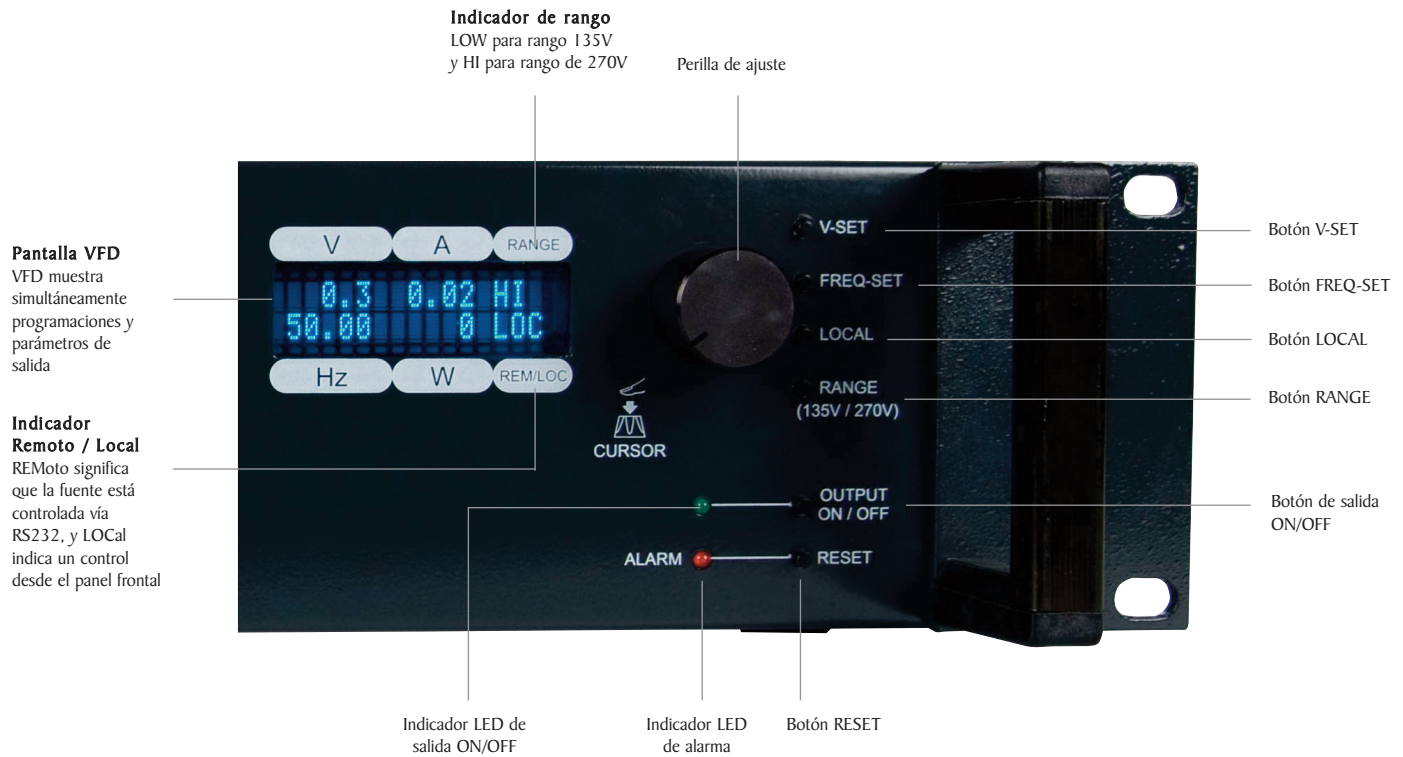 Indicador de rango
LOW para rango 135V
y HI para rango de 270V
Perilla de ajuste
Pantalla VFD
VFD muestra
simultáneamente
programaciones y
parámetros de
salida
Indicador
Remoto / Local
REMoto significa
que la fuente está
controlada vía
RS232, y LOCal
indica un control
desde el panel frontal
V A RANGE
0.3 0.02 HI
50.00 0 LOC
Hz W REM/LOC
CURSOR
V-SET
FREQ-SET
LOCAL
RANGE
(135V / 270V)
OUTPUT
ON / OFF
ALARM
RESET
Botón V-SET
Botón FREQ-SET
Botón LOCAL
Botón RANGE
Botón de salida
ON/OFF
Indicador LED de
salida ON/OFF
Indicador LED
de alarma
Botón RESET